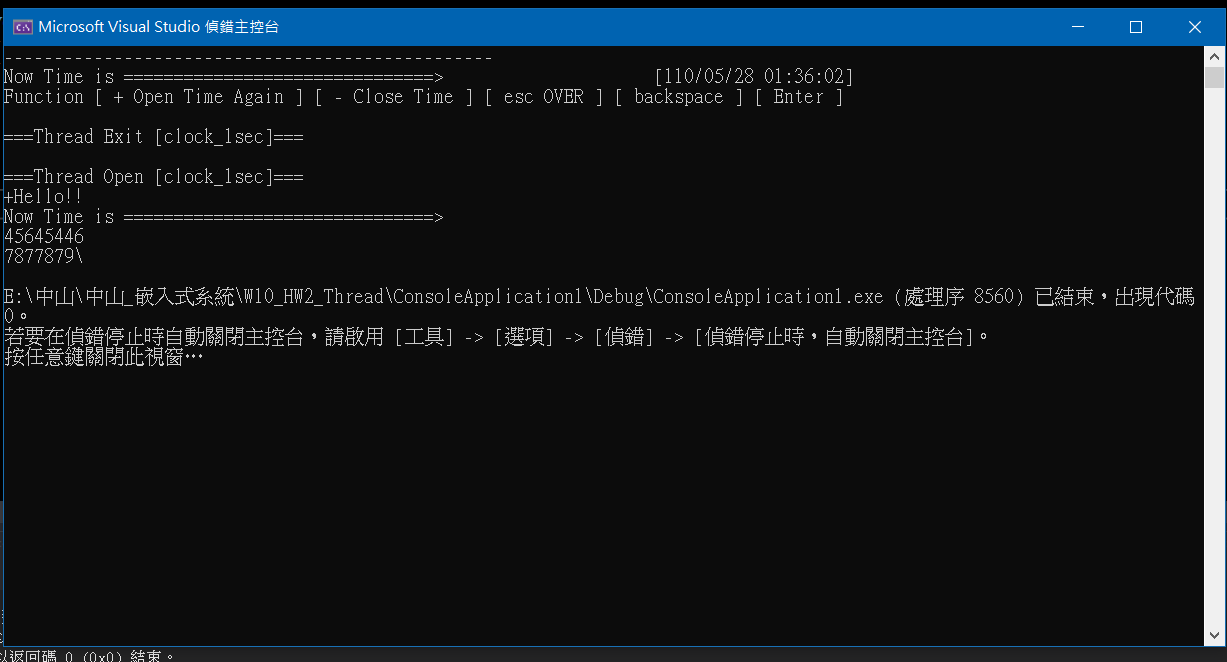 Microsoft Visual Studio 偵錯主控台
-------------------------------------------------
Now Time is ===============================> [110/05/28 01:36:02]
Function [ + Open Time Again ] [ - Close Time ] [ esc OVER ] [ backspace ] [ Enter ]
===Thread Exit [clock_1sec]===
===Thread Open [clock_1sec]===
+Hello!!
Now Time is ===============================>
45645446
7877879\
E:\中山\中山_嵌入式系統\W10_HW2_Thread\ConsoleApplication1\Debug\ConsoleApplication1.exe (處理序 8560) 已結束，出現代碼
0。
若要在偵錯停止時自動關閉主控台，請啟用 [工具] -> [選項] -> [偵錯] -> [偵錯停止時，自動關閉主控台]。
按任意鍵關閉此視窗…
以返回碼 0 (0x0) 結束。